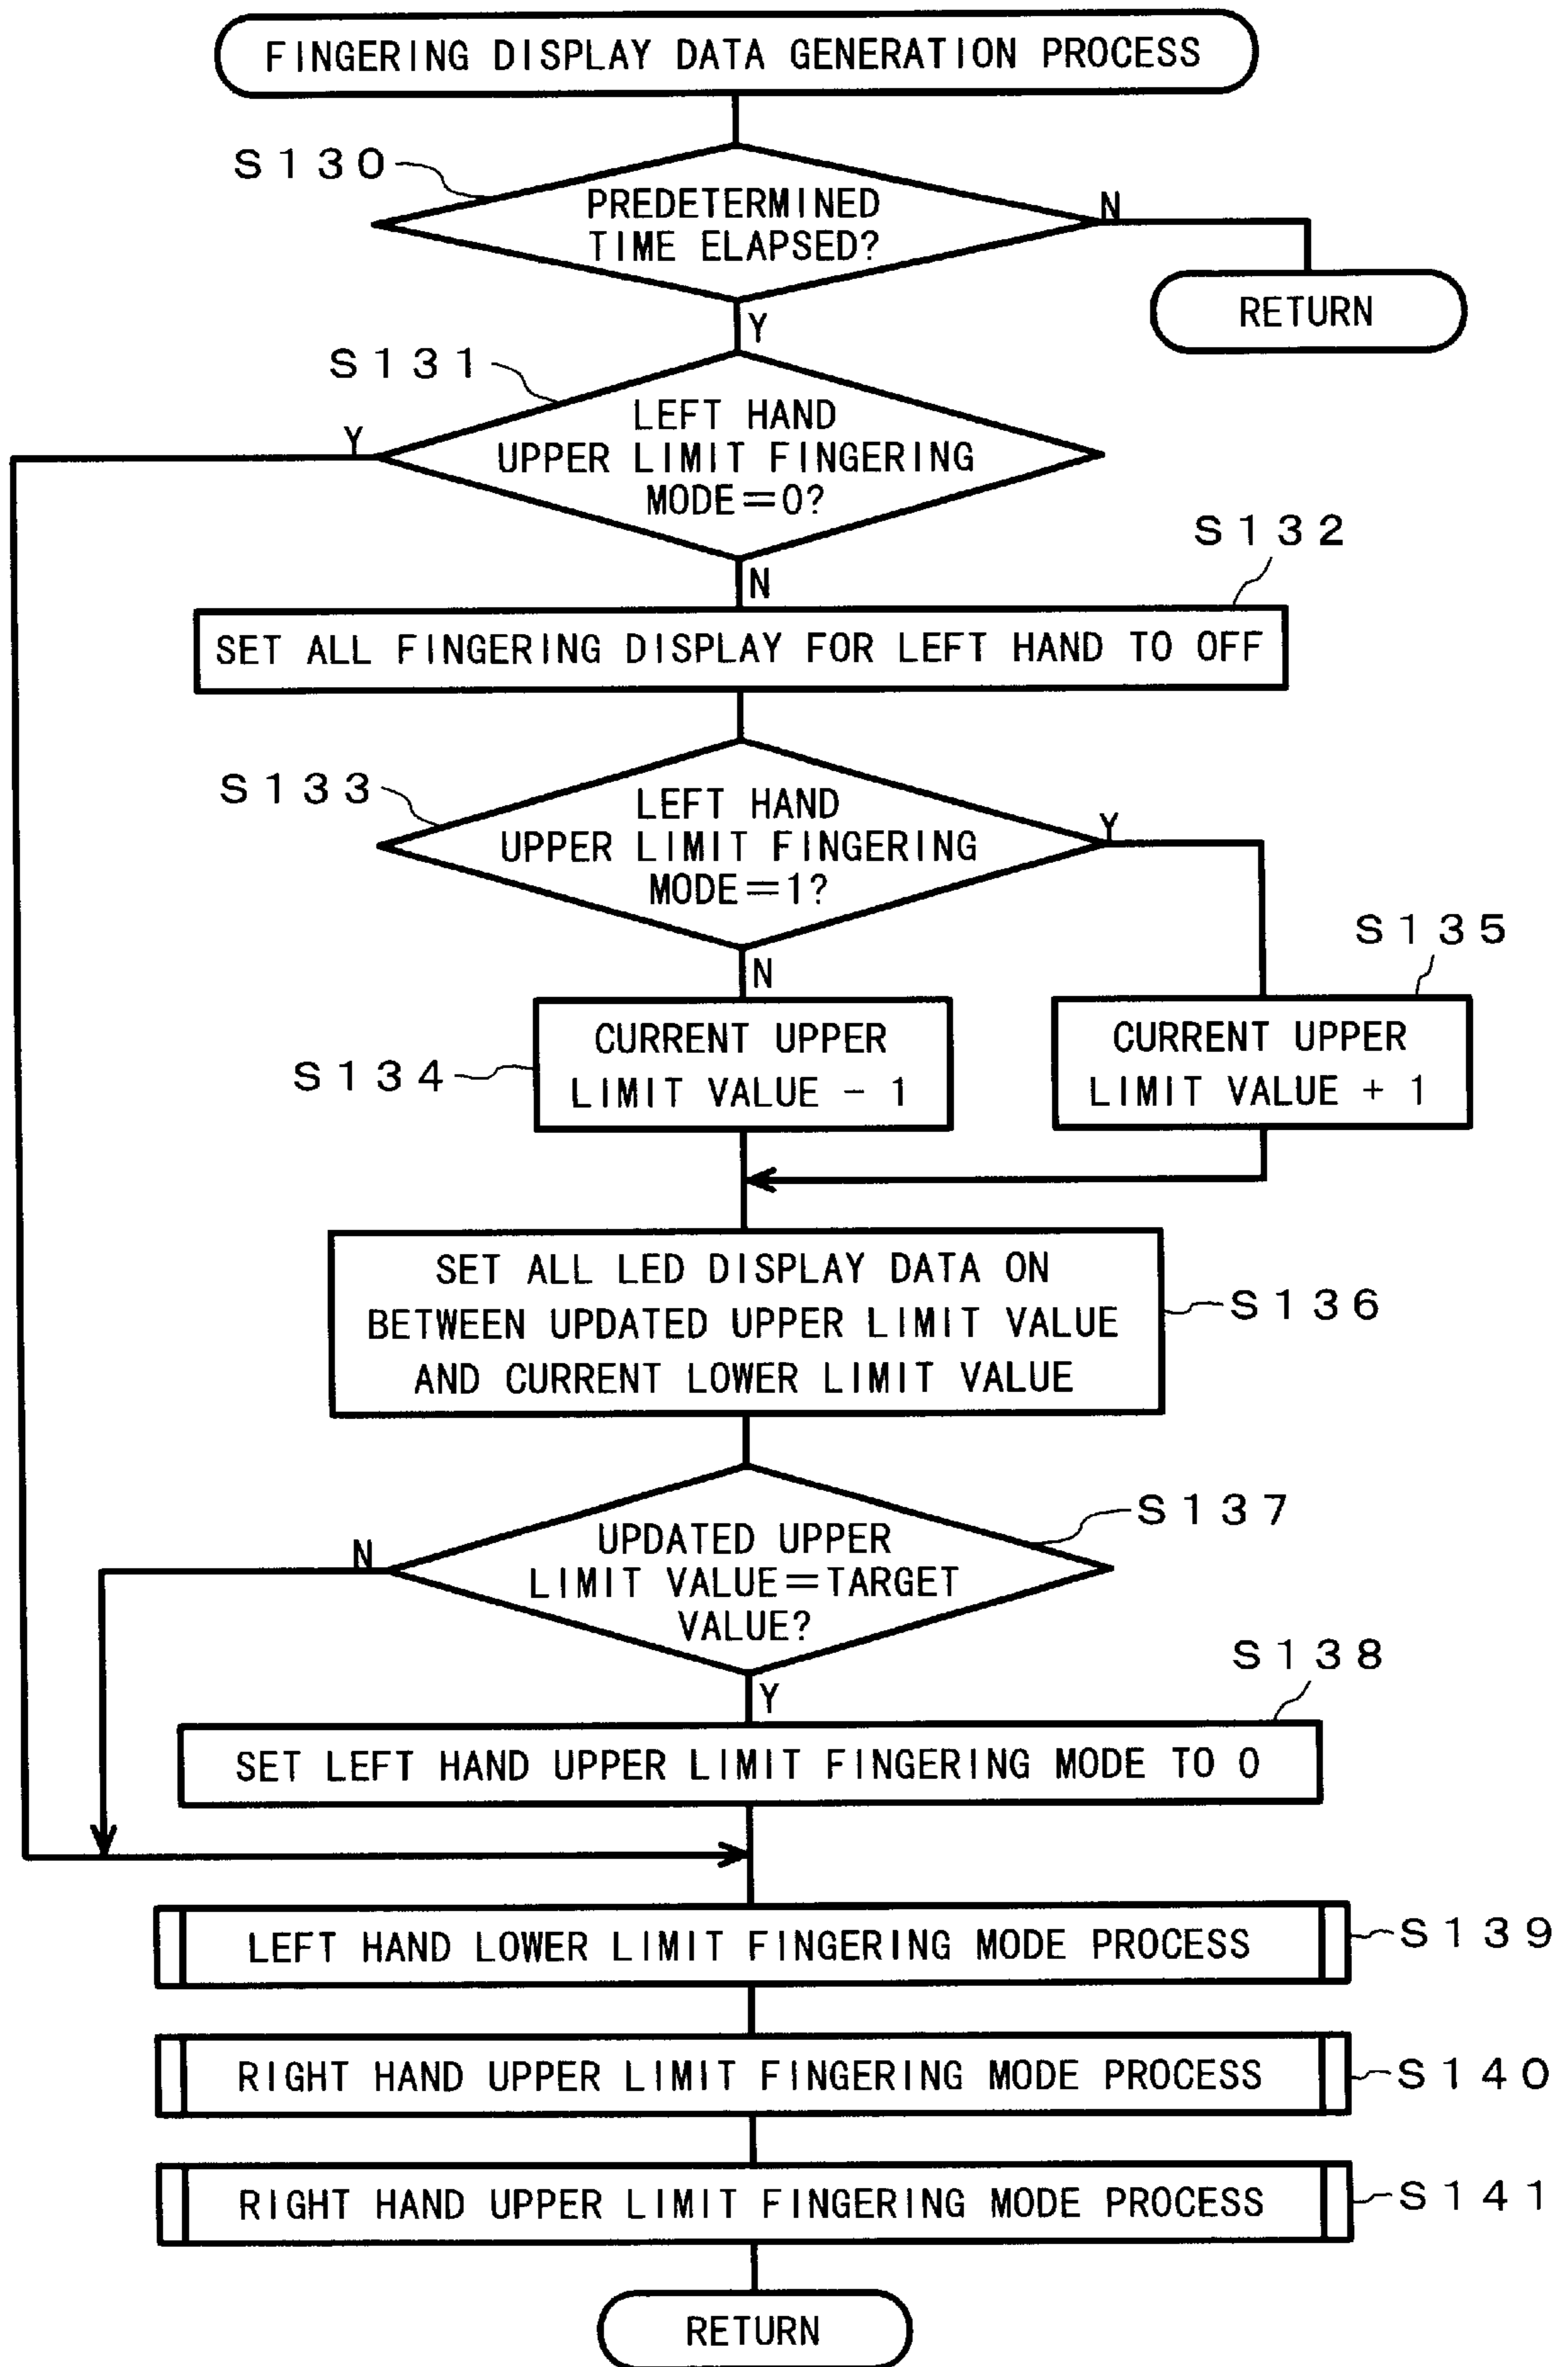 FINGERING DISPLAY DATA GENERATION PROCESS
S130
PREDETERMINED
TIME ELAPSED?
N
RETURN
Y
S131
LEFT HAND
UPPER LIMIT FINGERING
MODE=0?
Y
N
S132
SET ALL FINGERING DISPLAY FOR LEFT HAND TO OFF
S133
LEFT HAND
UPPER LIMIT FINGERING
MODE=1?
Y
N
S135
CURRENT UPPER
LIMIT VALUE - 1
S134
CURRENT UPPER
LIMIT VALUE + 1
SET ALL LED DISPLAY DATA ON
BETWEEN UPDATED UPPER LIMIT VALUE
AND CURRENT LOWER LIMIT VALUE
S136
S137
UPDATED UPPER
LIMIT VALUE=TARGET
VALUE?
N
Y
S138
SET LEFT HAND UPPER LIMIT FINGERING MODE TO 0
LEFT HAND LOWER LIMIT FINGERING MODE PROCESS
S139
RIGHT HAND UPPER LIMIT FINGERING MODE PROCESS
S140
RIGHT HAND UPPER LIMIT FINGERING MODE PROCESS
S141
RETURN